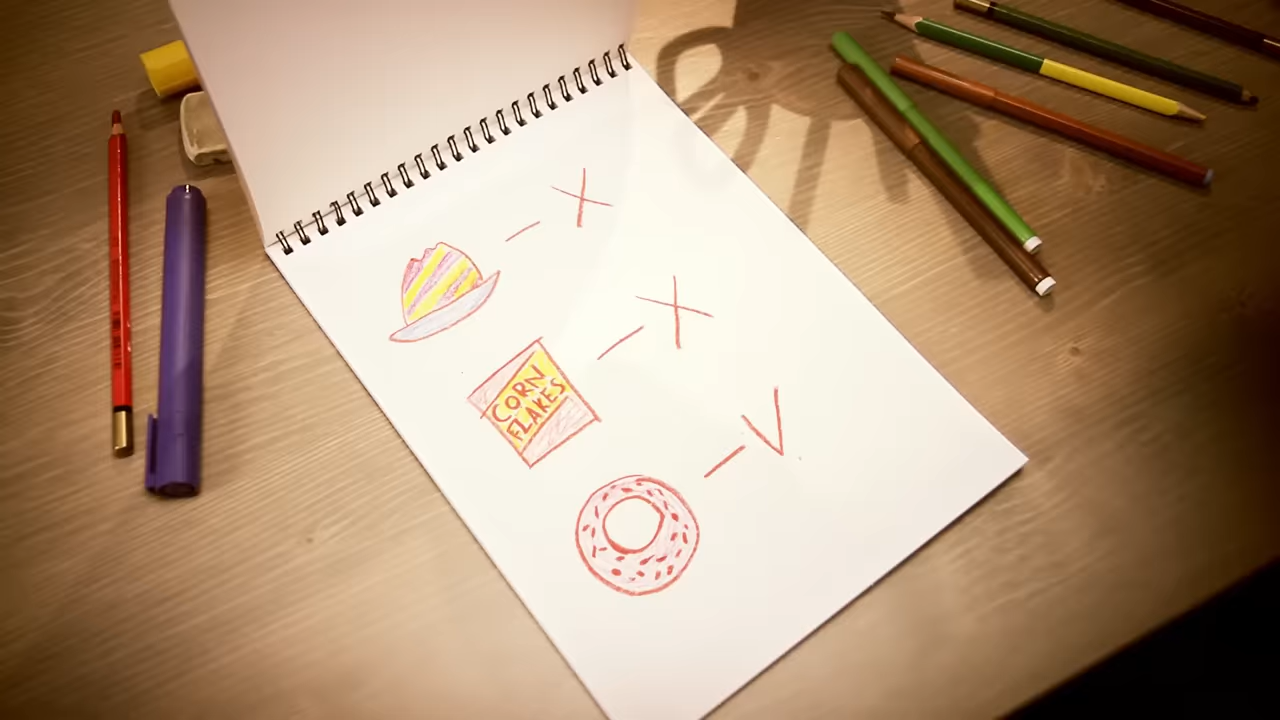 - X
- X
CORN
FLAKES
- V